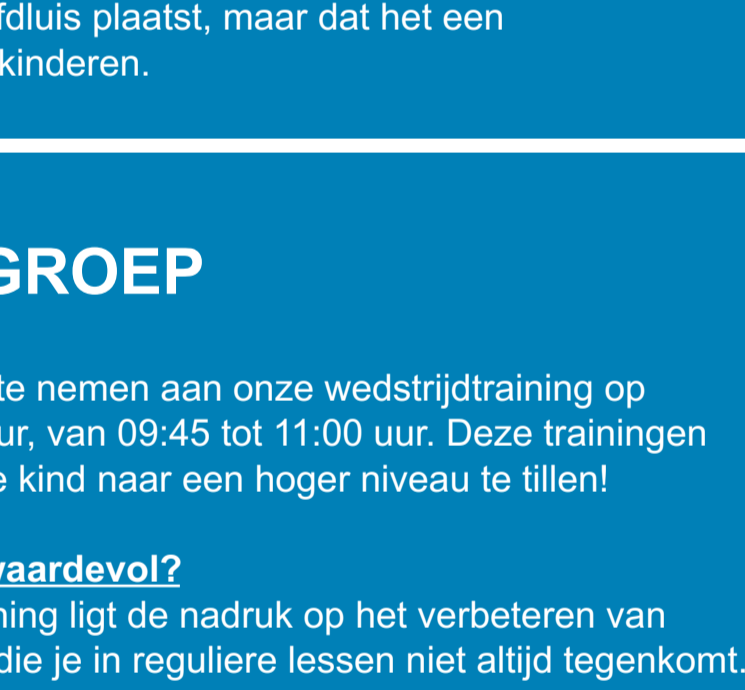 fdluis plaatst, maar dat het een
kinderen.
GROEP
te nemen aan onze wedstrijdtraining op
ur, van 09:45 tot 11:00 uur. Deze trainingen
e kind naar een hoger niveau te tillen!
vaardevol?
ning ligt de nadruk op het verbeteren van
die je in reguliere lessen niet altijd tegenkomt.